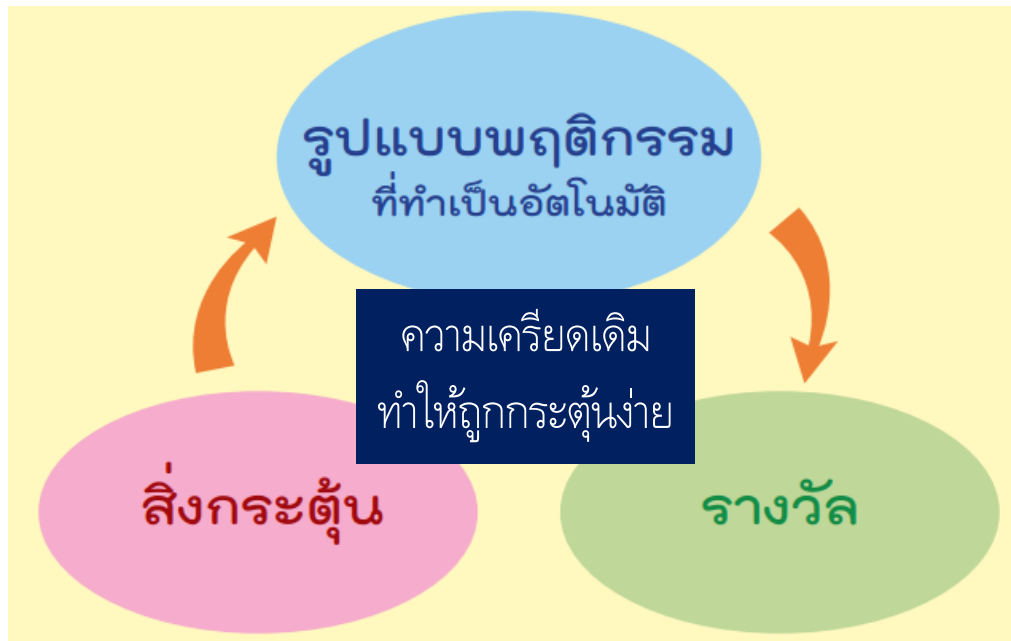 รูปแบบพฤติกรรม
ที่ทำเป็นอัตโนมัติ
ความเครียดเดิม
ทำให้ถูกกระตุ้นง่าย
สิ่งกระตุ้น
รางวัล